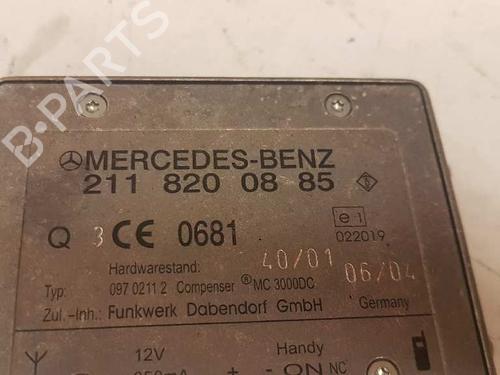 B-PARTS
MERCEDES-BENZ
211 820 08 85
Q 3 CE 0681 e1
022019
Hardwarestand: 40/01 06/04
Typ: 097 0211 2 Compenser ® MC 3000DC
Zul.-Inh.: Funkwerk Dabendorf GmbH Germany
12V Handy
+ - ON NC